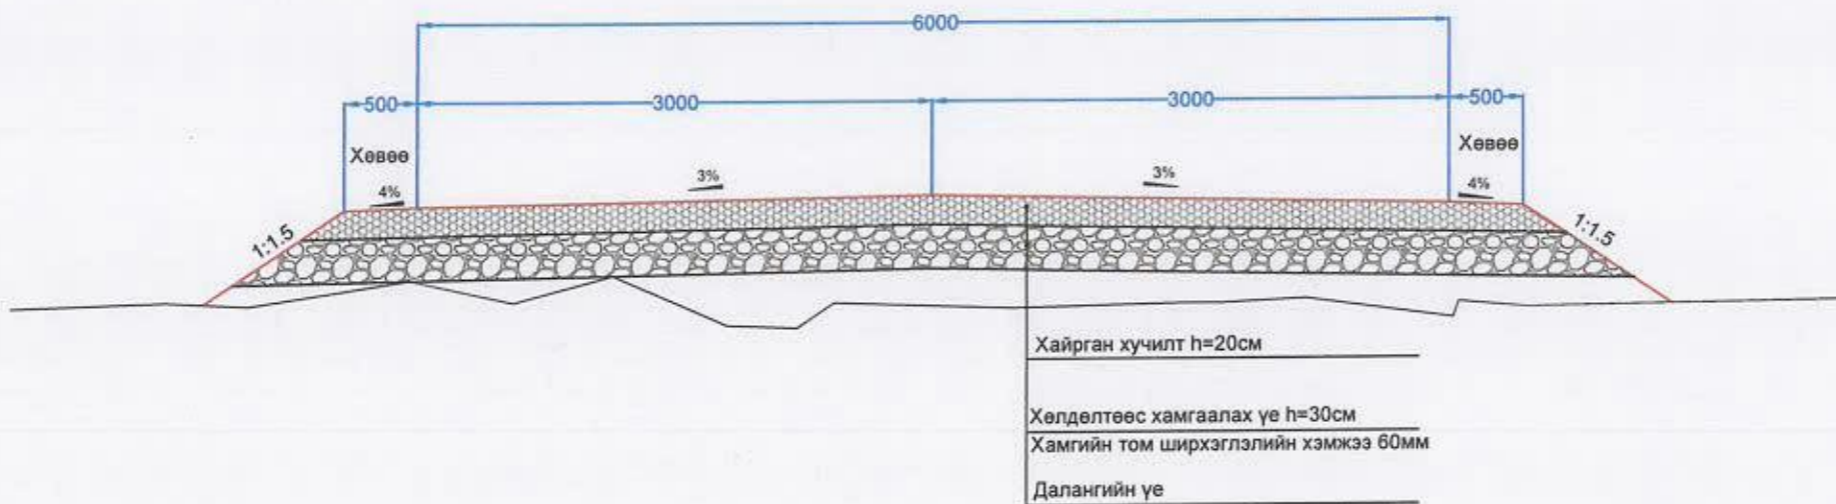 6000
500 3000 3000 500
Хөвөө Хөвөө
4% 3% 3% 4%
1:1.5 1:1.5
Хайрган хучилт h=20см
Хөлдөлтөөс хамгаалах үе h=30см
Хамгийн том ширхэглэлийн хэмжээ 60мм
Далангийн үе